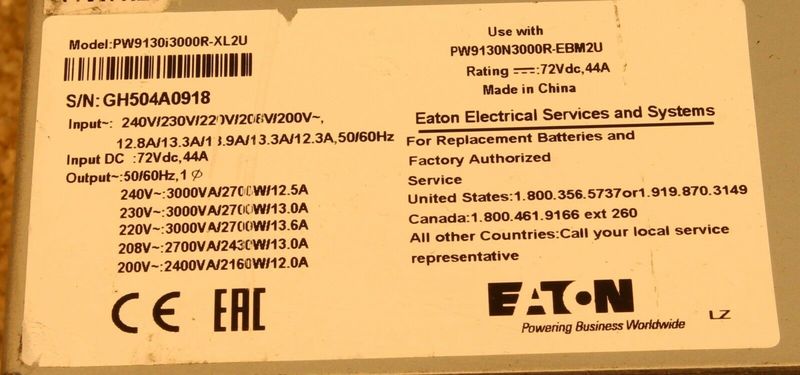 Model:PW9130i3000R-XL2U
S/N: GH504A0918
Input~: 240V/230V/220V/208V/200V~,
12.8A/13.3A/13.9A/13.3A/12.3A,50/60Hz
Input DC :72Vdc,44A
Output~:50/60Hz,1 ϕ
240V~:3000VA/2700W/12.5A
230V~:3000VA/2700W/13.0A
220V~:3000VA/2700W/13.6A
208V~:2700VA/2430W/13.0A
200V~:2400VA/2160W/12.0A
CE EAC
Use with
PW9130N3000R-EBM2U
Rating ⎓:72Vdc,44A
Made in China
Eaton Electrical Services and Systems
For Replacement Batteries and
Factory Authorized
Service
United States:1.800.356.5737or1.919.870.3149
Canada:1.800.461.9166 ext 260
All other Countries:Call your local service
representative
EATON
Powering Business Worldwide
LZ